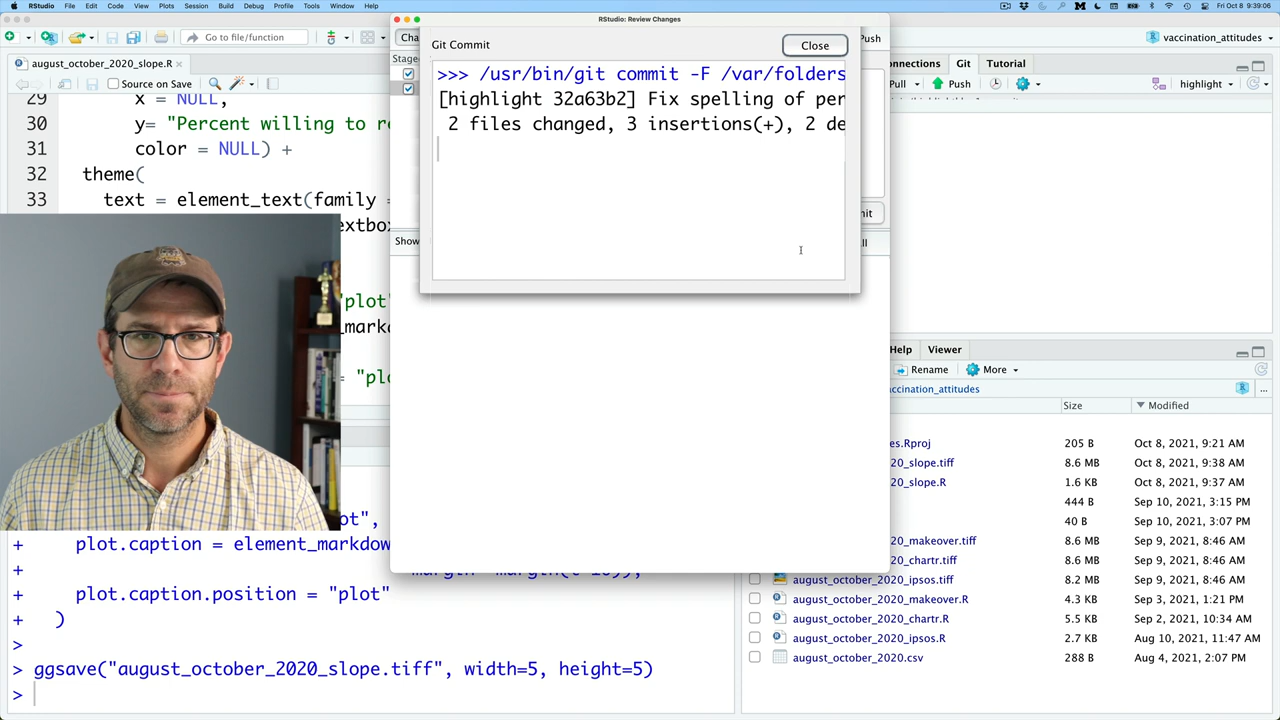 RStudio File Edit Code View Plots Session Build Debug Profile Tools Window Help
Fri Oct 8 9:39:06
RStudio: Review Changes
Go to file/function
vaccination_attitudes
august_october_2020_slope.R
Source on Save
29 x = NULL,
30 y= "Percent willing to re
31 color = NULL) +
32 theme(
33 text = element_text(family =
extbo
"plot"
_marka
= "plo
Git Commit
Close
Push
Stage
>>> /usr/bin/git commit -F /var/folders
[highlight 32a63b2] Fix spelling of per
2 files changed, 3 insertions(+), 2 de
Show
onnections Git Tutorial
Pull Push highlight
Help Viewer
Rename More
accination_attitudes
Size Modified
es.Rproj 205 B Oct 8, 2021, 9:21 AM
20_slope.tiff 8.6 MB Oct 8, 2021, 9:38 AM
20_slope.R 1.6 KB Oct 8, 2021, 9:37 AM
444 B Sep 10, 2021, 3:15 PM
40 B Sep 10, 2021, 3:07 PM
20_makeover.tiff 8.6 MB Sep 9, 2021, 8:46 AM
20_chartr.tiff 8.6 MB Sep 9, 2021, 8:46 AM
august_october_2020_ipsos.tiff 8.2 MB Sep 9, 2021, 8:46 AM
august_october_2020_makeover.R 4.3 KB Sep 3, 2021, 1:21 PM
august_october_2020_chartr.R 5.5 KB Sep 2, 2021, 10:34 AM
august_october_2020_ipsos.R 2.7 KB Aug 10, 2021, 11:47 AM
august_october_2020.csv 288 B Aug 4, 2021, 2:07 PM
ot",
+ plot.caption = element_markdow
+
+ plot.caption.position = "plot"
+ )
>
> ggsave("august_october_2020_slope.tiff", width=5, height=5)
>